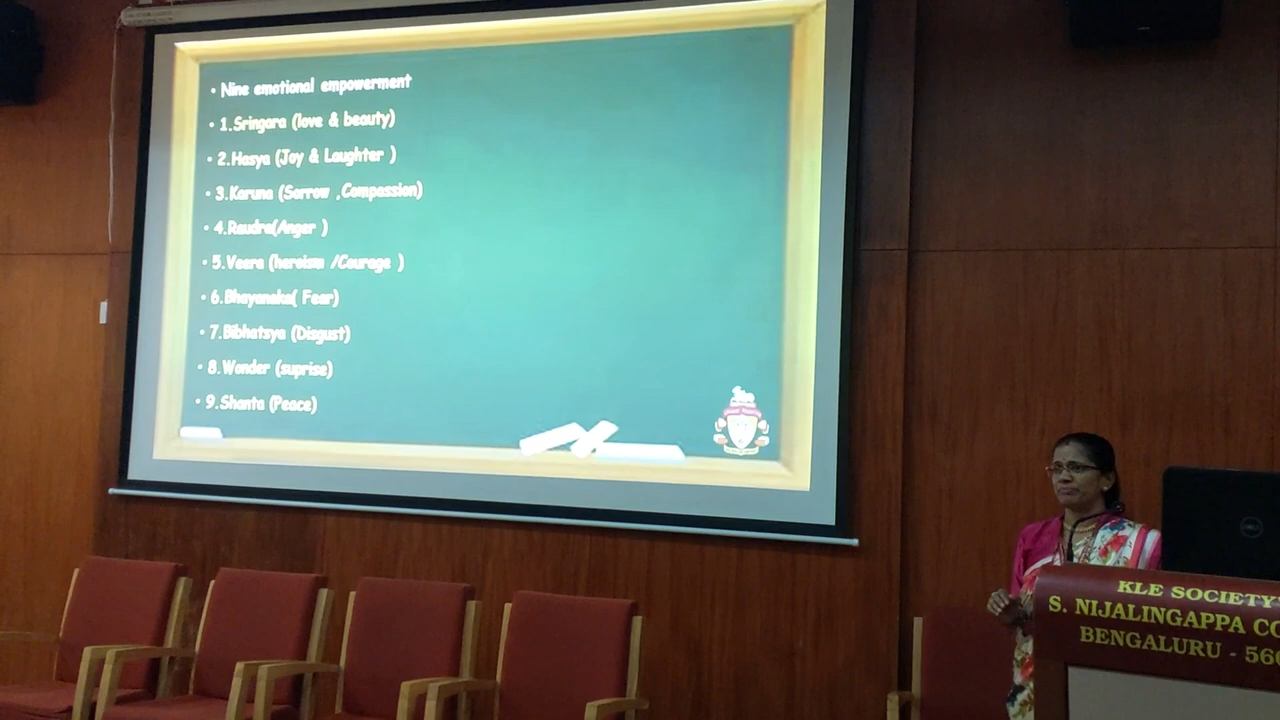 • Nine emotional empowerment
• 1.Sringara (love & beauty)
• 2.Hasya (Joy & Laughter )
• 3.Karuna (Sorrow ,Compassion)
• 4.Raudra(Anger )
• 5.Veera (heroism /Courage )
• 6.Bhayanaka( Fear)
• 7.Bibhatsya (Disgust)
• 8.Wonder (suprise)
• 9.Shanta (Peace)
DELL
KLE SOCIETY'
S. NIJALINGAPPA CO
BENGALURU - 560